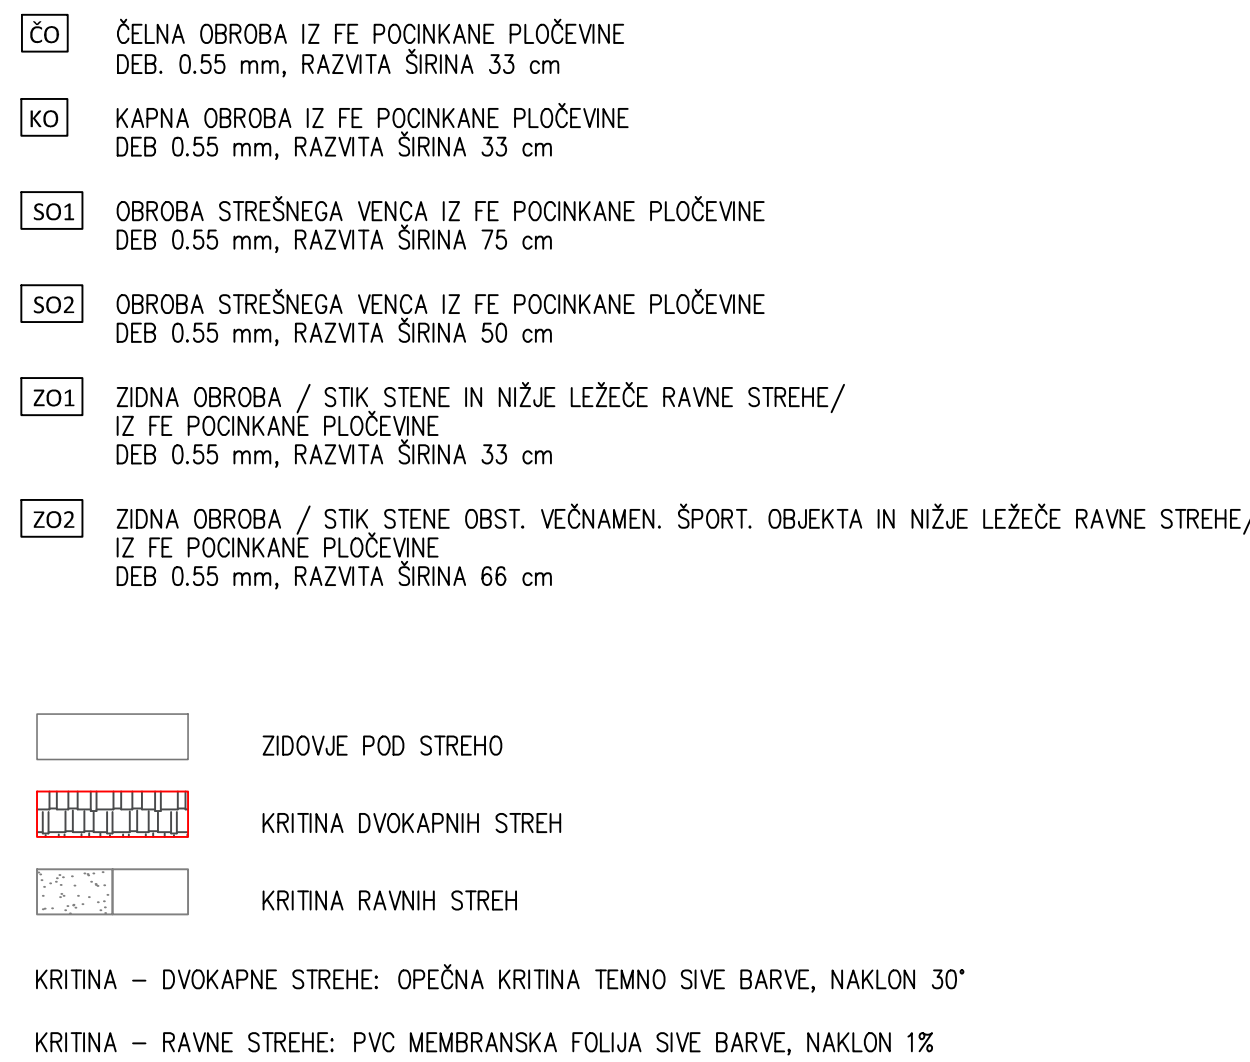 ČO ČELNA OBROBA IZ FE POCINKANE PLOČEVINE
DEB. 0.55 mm, RAZVITA ŠIRINA 33 cm
KO KAPNA OBROBA IZ FE POCINKANE PLOČEVINE
DEB 0.55 mm, RAZVITA ŠIRINA 33 cm
SO1 OBROBA STREŠNEGA VENCA IZ FE POCINKANE PLOČEVINE
DEB 0.55 mm, RAZVITA ŠIRINA 75 cm
SO2 OBROBA STREŠNEGA VENCA IZ FE POCINKANE PLOČEVINE
DEB 0.55 mm, RAZVITA ŠIRINA 50 cm
ZO1 ZIDNA OBROBA / STIK STENE IN NIŽJE LEŽEČE RAVNE STREHE/
IZ FE POCINKANE PLOČEVINE
DEB 0.55 mm, RAZVITA ŠIRINA 33 cm
ZO2 ZIDNA OBROBA / STIK STENE OBST. VEČNAMEN. ŠPORT. OBJEKTA IN NIŽJE LEŽEČE RAVNE STREHE/
IZ FE POCINKANE PLOČEVINE
DEB 0.55 mm, RAZVITA ŠIRINA 66 cm
ZIDOVJE POD STREHO
KRITINA DVOKAPNIH STREH
KRITINA RAVNIH STREH
KRITINA – DVOKAPNE STREHE: OPEČNA KRITINA TEMNO SIVE BARVE, NAKLON 30°
KRITINA – RAVNE STREHE: PVC MEMBRANSKA FOLIJA SIVE BARVE, NAKLON 1%